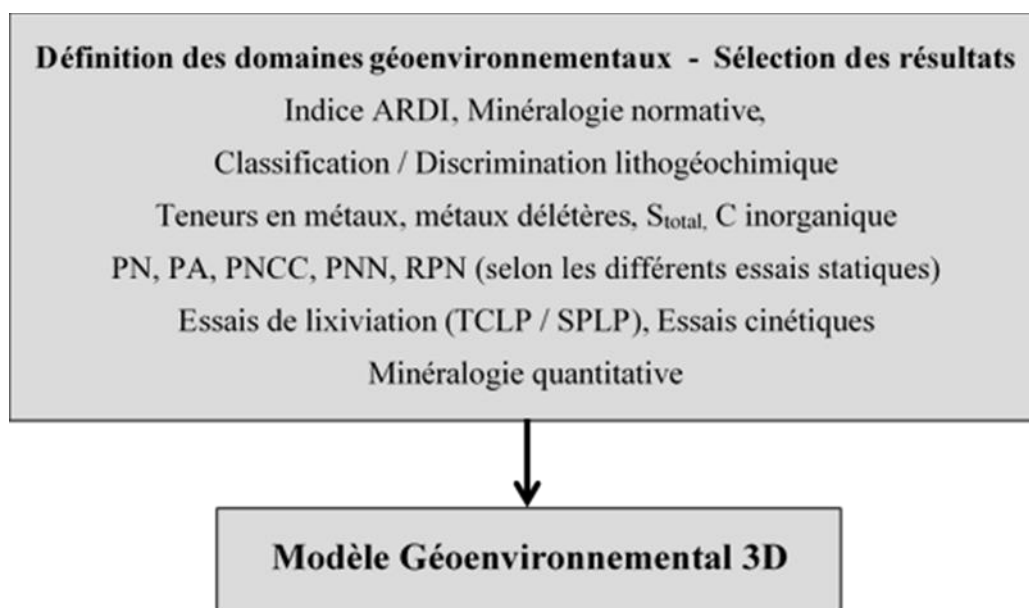 Définition des domaines géoenvironnementaux - Sélection des résultats
Indice ARDI, Minéralogie normative,
Classification / Discrimination lithogéochimique
Teneurs en métaux, métaux délétères, Stotal, C inorganique
PN, PA, PNCC, PNN, RPN (selon les différents essais statiques)
Essais de lixiviation (TCLP / SPLP), Essais cinétiques
Minéralogie quantitative
Modèle Géoenvironnemental 3D